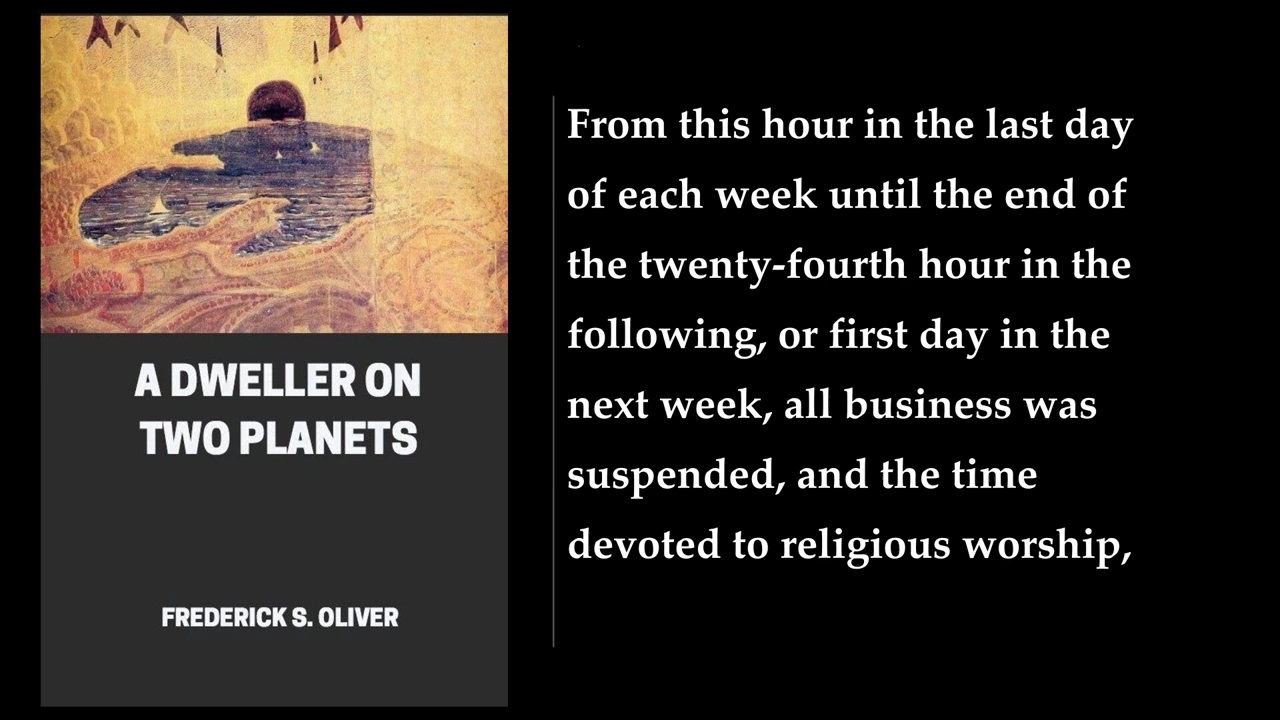 A DWELLER ON
TWO PLANETS
FREDERICK S. OLIVER
From this hour in the last day
of each week until the end of
the twenty-fourth hour in the
following, or first day in the
next week, all business was
suspended, and the time
devoted to religious worship,